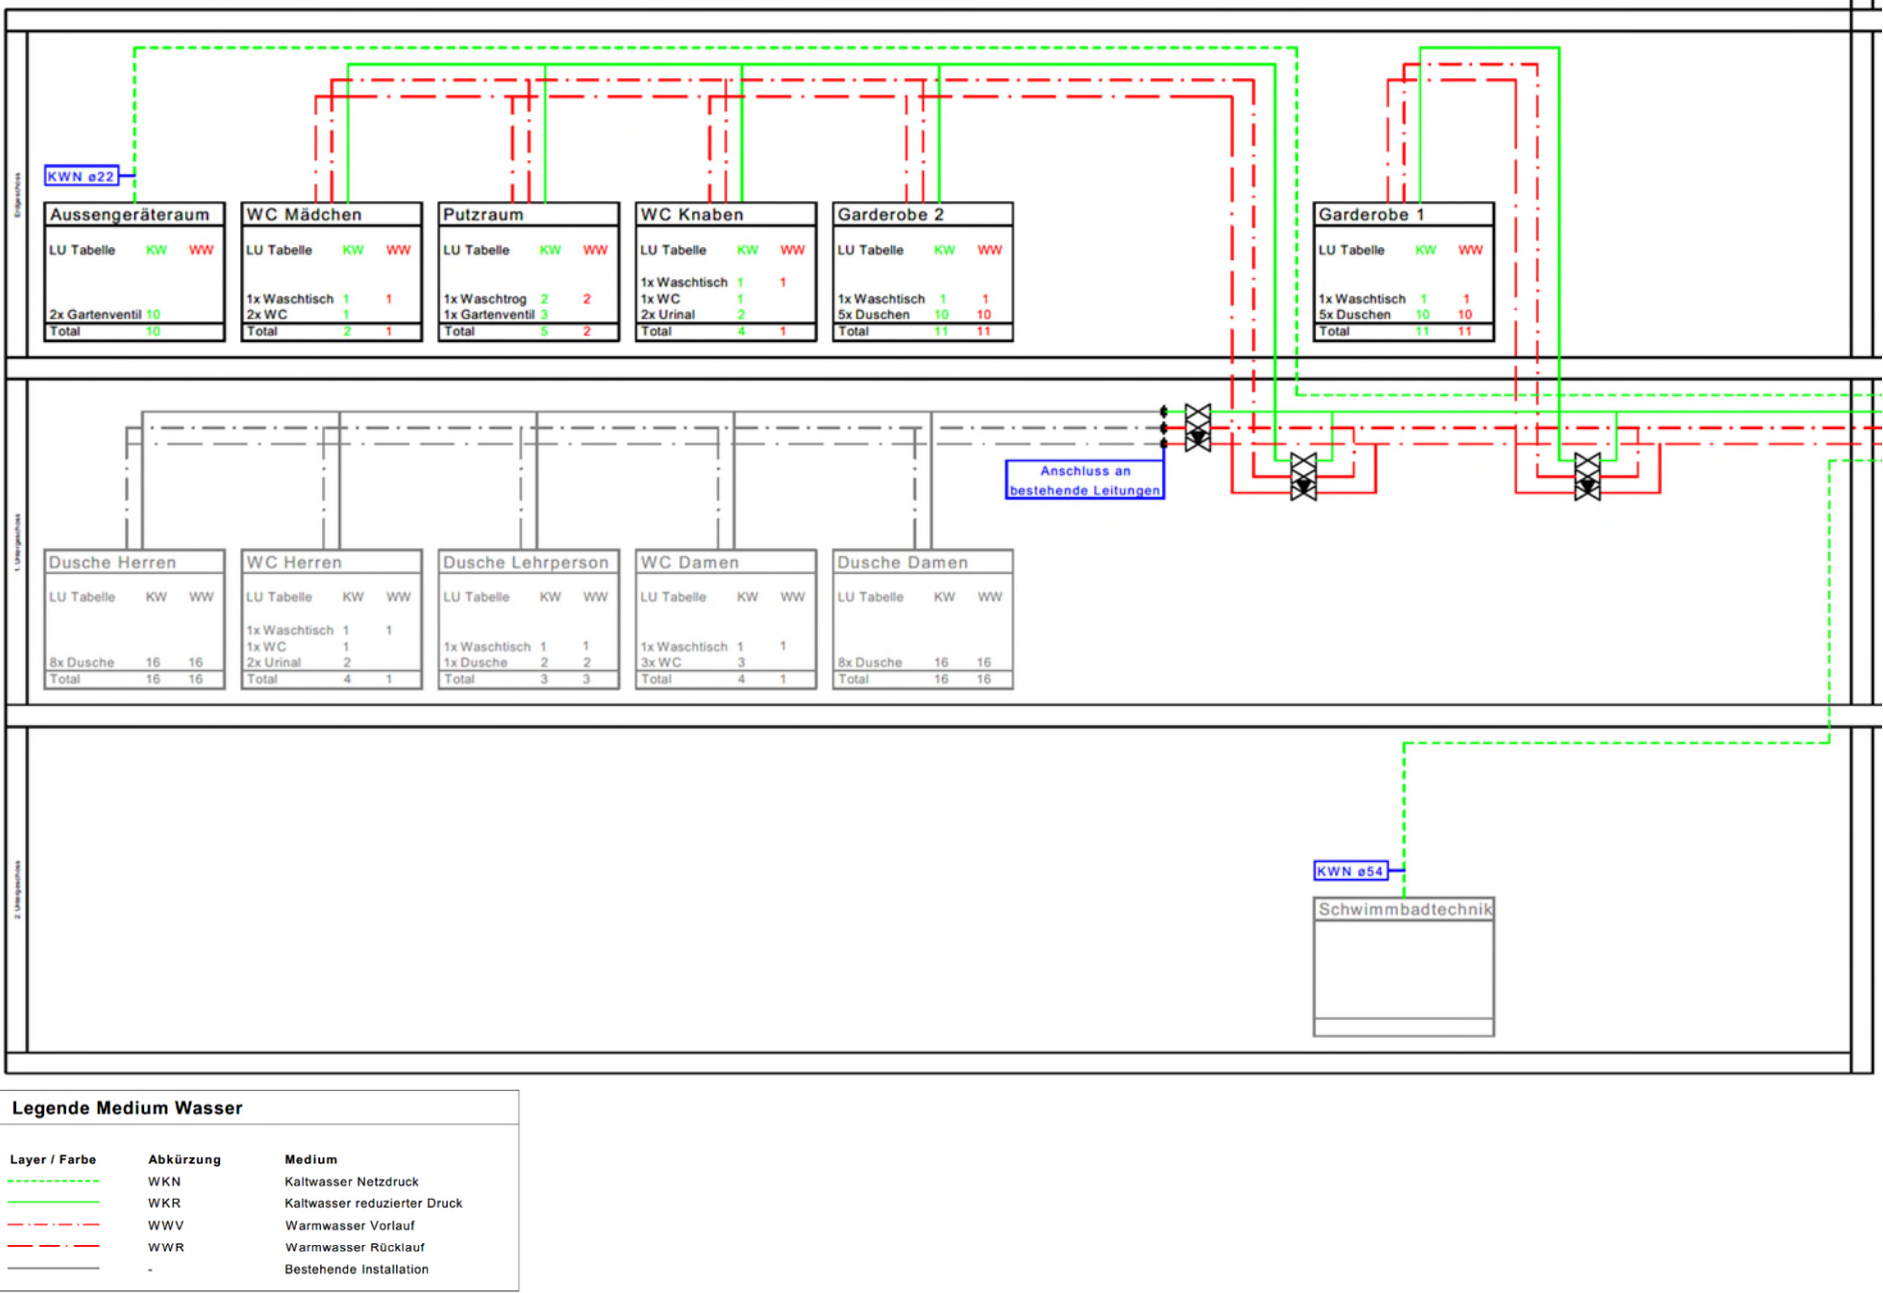 Erdgeschoss
KWN ø22
Aussengeräteraum
LU Tabelle KW WW
2x Gartenventil 10
Total 10
WC Mädchen
LU Tabelle KW WW
1x Waschtisch 1 1
2x WC 1
Total 2 1
Putzraum
LU Tabelle KW WW
1x Waschtrog 2 2
1x Gartenventil 3
Total 5 2
WC Knaben
LU Tabelle KW WW
1x Waschtisch 1 1
1x WC 1
2x Urinal 2
Total 4 1
Garderobe 2
LU Tabelle KW WW
1x Waschtisch 1 1
5x Duschen 10 10
Total 11 11
Garderobe 1
LU Tabelle KW WW
1x Waschtisch 1 1
5x Duschen 10 10
Total 11 11
1. Untergeschoss
Anschluss an
bestehende Leitungen
Dusche Herren
LU Tabelle KW WW
8x Dusche 16 16
Total 16 16
WC Herren
LU Tabelle KW WW
1x Waschtisch 1 1
1x WC 1
2x Urinal 2
Total 4 1
Dusche Lehrperson
LU Tabelle KW WW
1x Waschtisch 1 1
1x Dusche 2 2
Total 3 3
WC Damen
LU Tabelle KW WW
1x Waschtisch 1 1
3x WC 3
Total 4 1
Dusche Damen
LU Tabelle KW WW
8x Dusche 16 16
Total 16 16
2. Untergeschoss
KWN ø54
Schwimmbadtechnik
Legende Medium Wasser
Layer / Farbe Abkürzung Medium
WKN Kaltwasser Netzdruck
WKR Kaltwasser reduzierter Druck
WWV Warmwasser Vorlauf
WWR Warmwasser Rücklauf
- Bestehende Installation